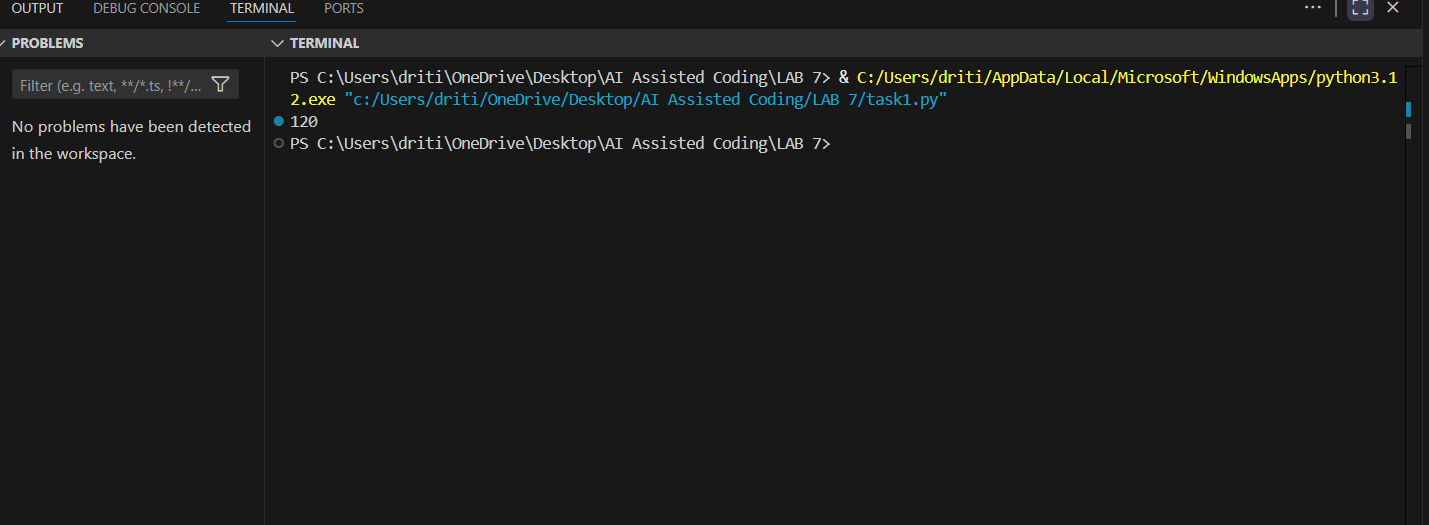 OUTPUT DEBUG CONSOLE TERMINAL PORTS
PROBLEMS
Filter (e.g. text, **/*.ts, !**/...
No problems have been detected
in the workspace.
TERMINAL
PS C:\Users\driti\OneDrive\Desktop\AI Assisted Coding\LAB 7> & C:/Users/driti/AppData/Local/Microsoft/WindowsApps/python3.1
2.exe "c:/Users/driti/OneDrive/Desktop/AI Assisted Coding/LAB 7/task1.py"
120
PS C:\Users\driti\OneDrive\Desktop\AI Assisted Coding\LAB 7>